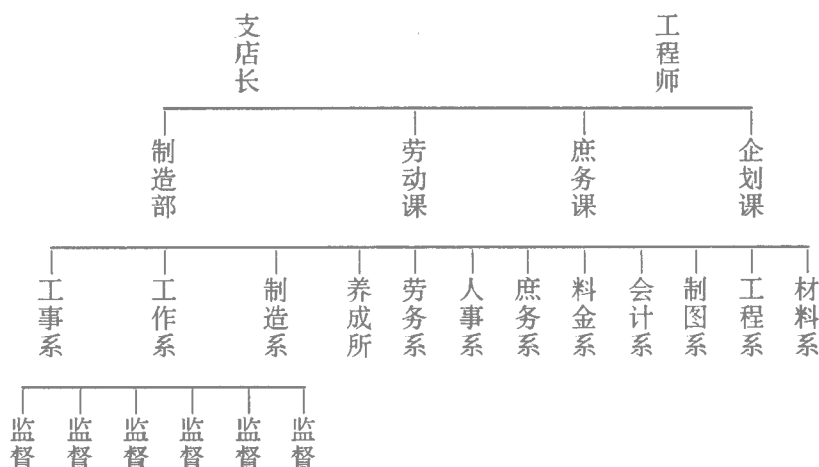 支店长
工程师
制造部
劳动课
庶务课
企划课
工事系
工作系
制造系
养成所
劳务系
人事系
庶务系
料金系
会计系
制图系
工程系
材料系
监督
监督
监督
监督
监督
监督